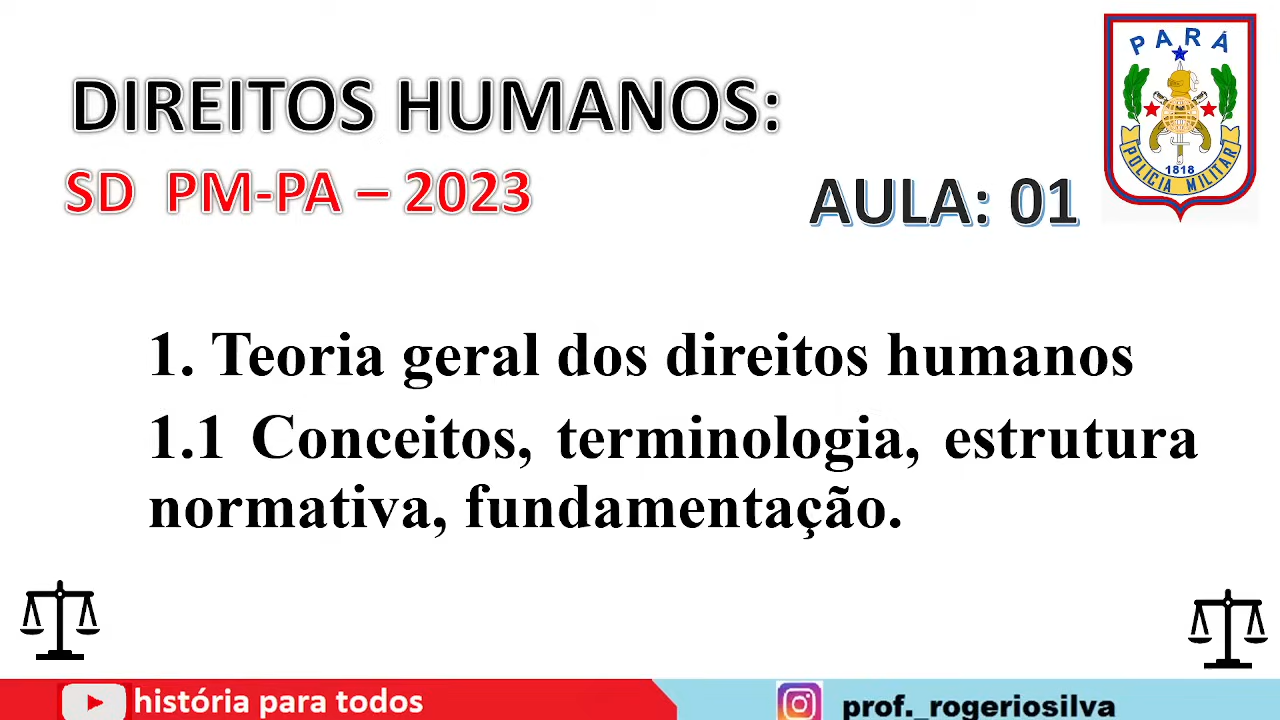 DIREITOS HUMANOS:
SD PM-PA – 2023
AULA: 01
PARÁ
1818
POLÍCIA MILITAR
1. Teoria geral dos direitos humanos
1.1 Conceitos, terminologia, estrutura
normativa, fundamentação.
história para todos
prof._rogeriosilva